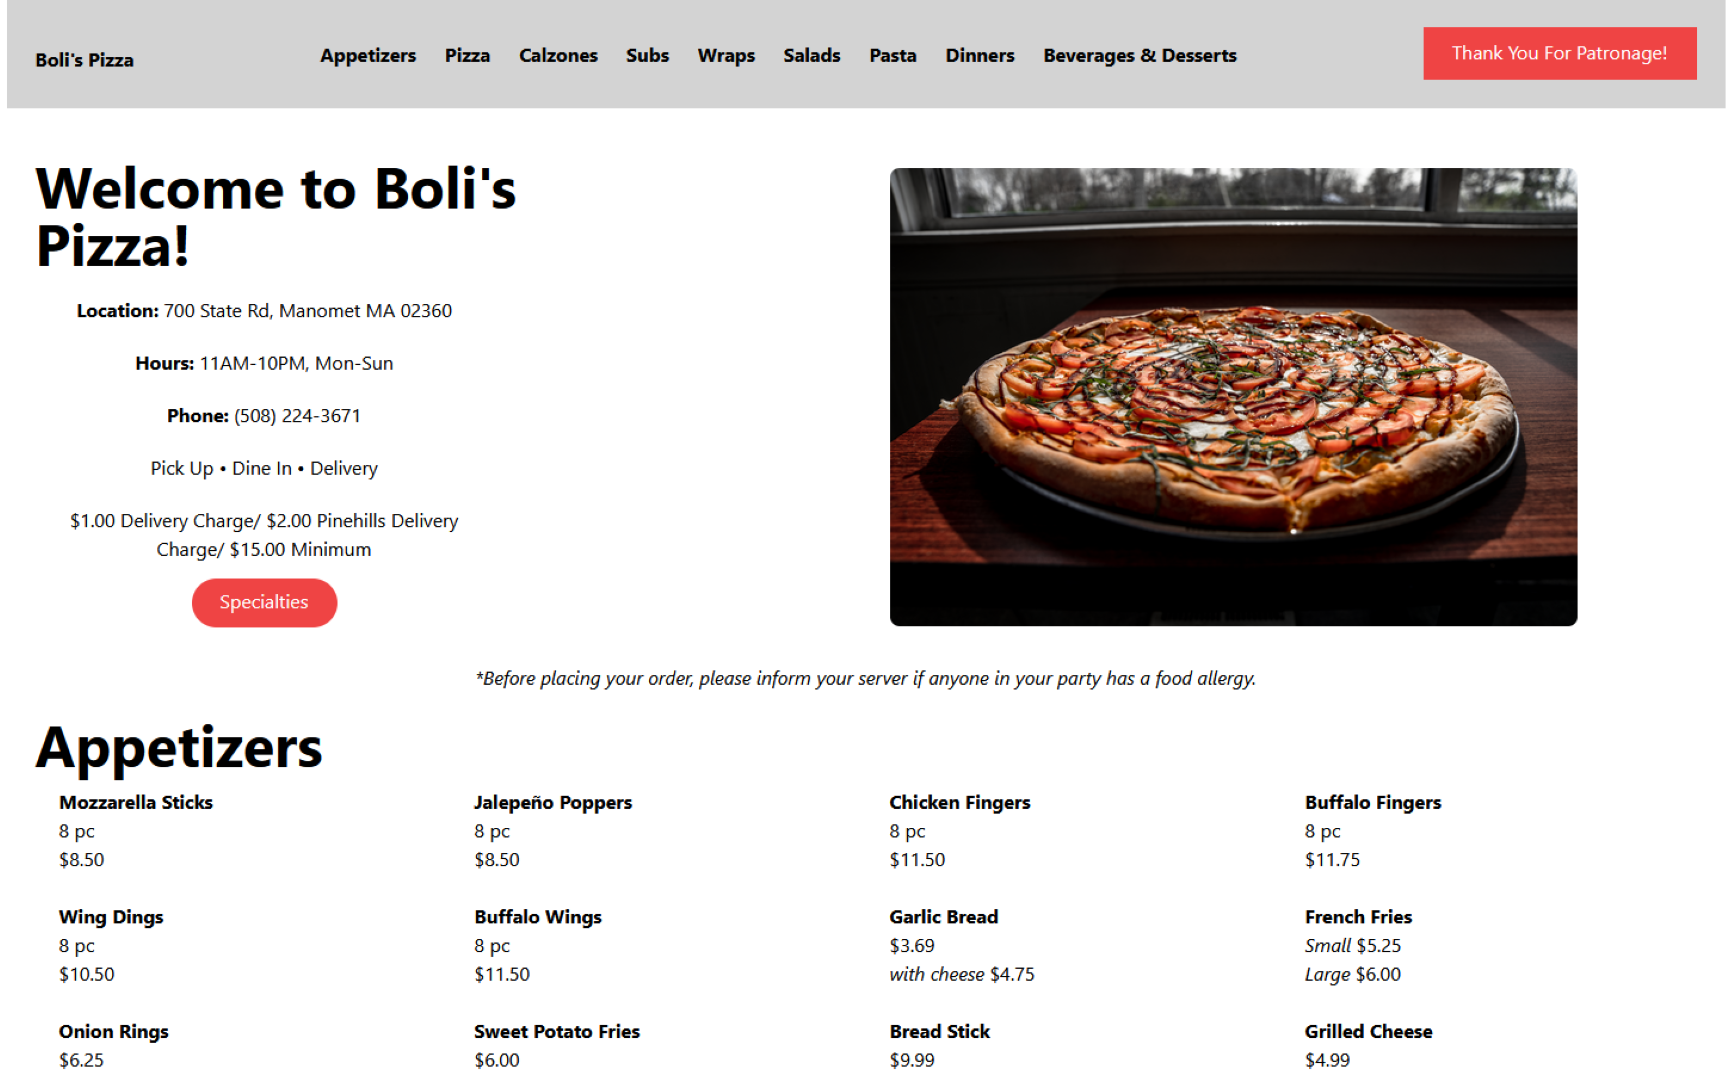 Boli's Pizza
Appetizers Pizza Calzones Subs Wraps Salads Pasta Dinners Beverages & Desserts
Thank You For Patronage!
Welcome to Boli's
Pizza!
Location: 700 State Rd, Manomet MA 02360
Hours: 11AM-10PM, Mon-Sun
Phone: (508) 224-3671
Pick Up • Dine In • Delivery
$1.00 Delivery Charge/ $2.00 Pinehills Delivery
Charge/ $15.00 Minimum
Specialties
*Before placing your order, please inform your server if anyone in your party has a food allergy.
Appetizers
Mozzarella Sticks
8 pc
$8.50
Jalepeño Poppers
8 pc
$8.50
Chicken Fingers
8 pc
$11.50
Buffalo Fingers
8 pc
$11.75
Wing Dings
8 pc
$10.50
Buffalo Wings
8 pc
$11.50
Garlic Bread
$3.69
with cheese $4.75
French Fries
Small $5.25
Large $6.00
Onion Rings
$6.25
Sweet Potato Fries
$6.00
Bread Stick
$9.99
Grilled Cheese
$4.99